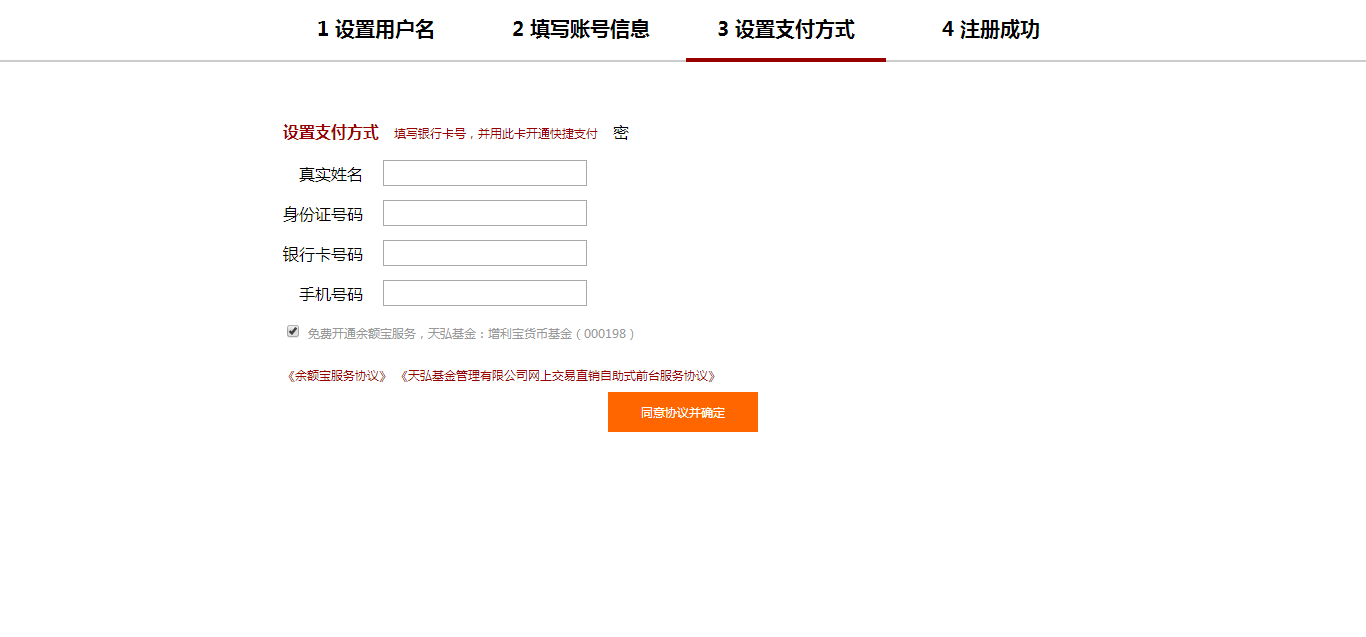 1 设置用户名 2 填写账号信息 3 设置支付方式 4 注册成功
设置支付方式 填写银行卡号，并用此卡开通快捷支付 密
真实姓名
身份证号码
银行卡号码
手机号码
免费开通余额宝服务，天弘基金：增利宝货币基金（000198）
《余额宝服务协议》 《天弘基金管理有限公司网上交易直销自助式前台服务协议》
同意协议并确定